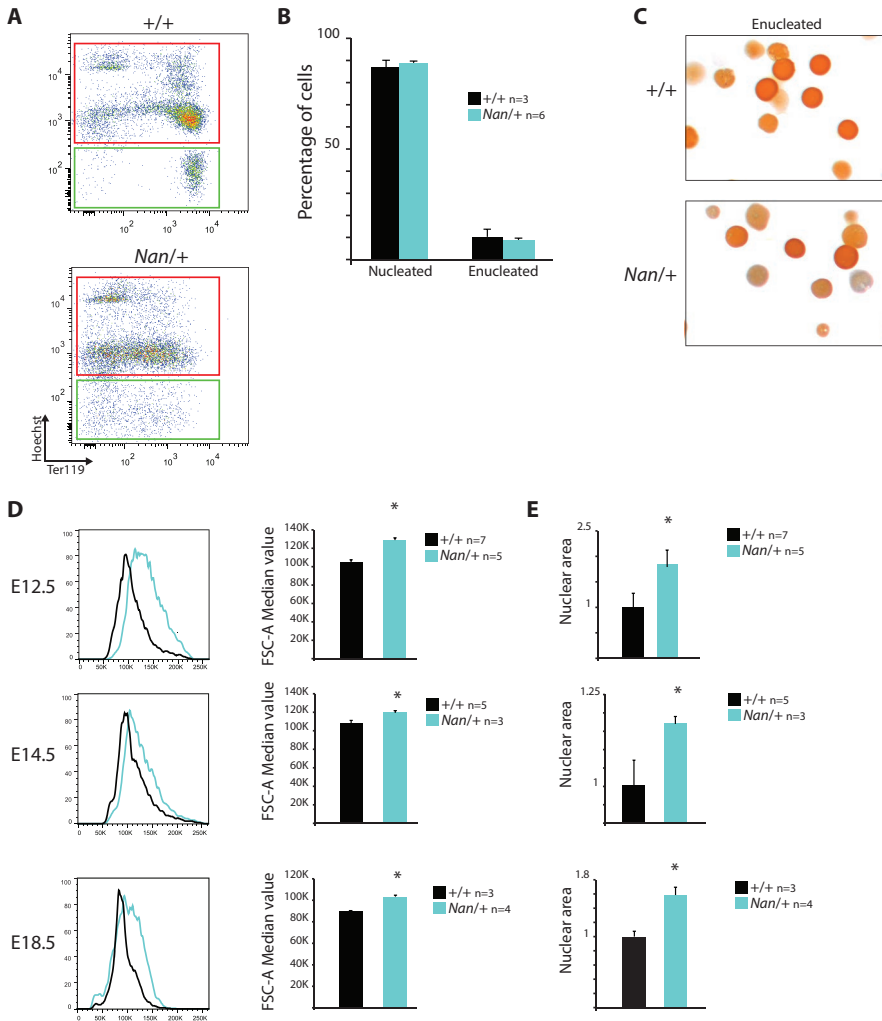 A
+/+
10^4
10^3
10^2
10^2 10^3 10^4
Nan/+
10^4
10^3
10^2
10^2 10^3 10^4
Hoechst
Ter119
B
Percentage of cells
100
50
0
Nucleated Enucleated
+/+ n=3
Nan/+ n=6
C
Enucleated
+/+
Nan/+
D
E12.5
100
80
60
40
20
0
0 50K 100K 150K 200K 250K
FSC-A Median value
140K
120K
100K
80K
60K
40K
20K
+/+ n=7
Nan/+ n=5
*
E14.5
100
80
60
40
20
0
0 50K 100K 150K 200K 250K
FSC-A Median value
140K
120K
100K
80K
60K
40K
20K
+/+ n=5
Nan/+ n=3
*
E18.5
100
80
60
40
20
0
0 50K 100K 150K 200K 250K
FSC-A Median value
120K
100K
80K
60K
40K
20K
+/+ n=3
Nan/+ n=4
*
E
Nuclear area
2.5
1
*
+/+ n=7
Nan/+ n=5
Nuclear area
1.25
1
*
+/+ n=5
Nan/+ n=3
Nuclear area
1.8
1
*
+/+ n=3
Nan/+ n=4